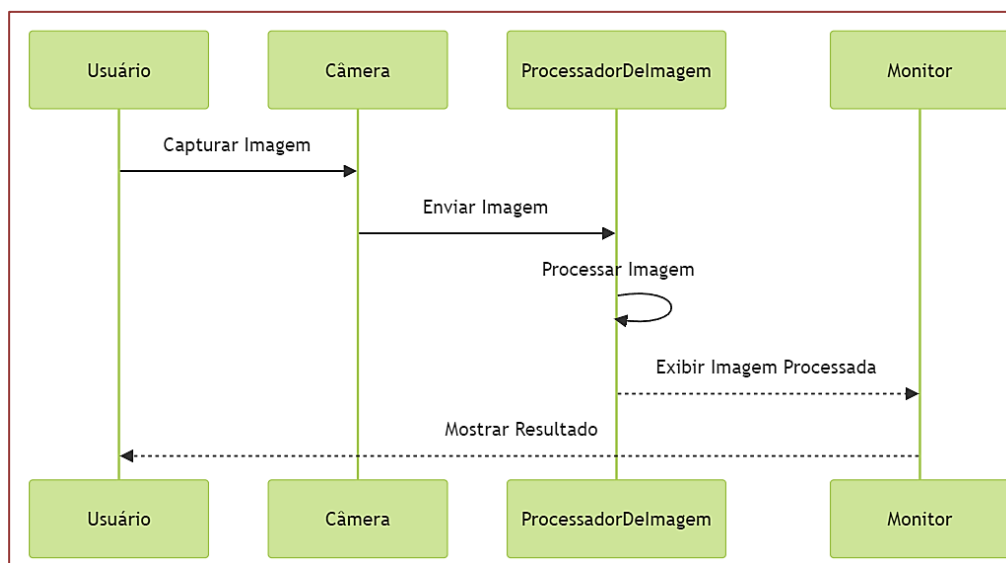 Usuário
Câmera
ProcessadorDeImagem
Monitor
Capturar Imagem
Enviar Imagem
Processar Imagem
Exibir Imagem Processada
Mostrar Resultado
Usuário
Câmera
ProcessadorDeImagem
Monitor